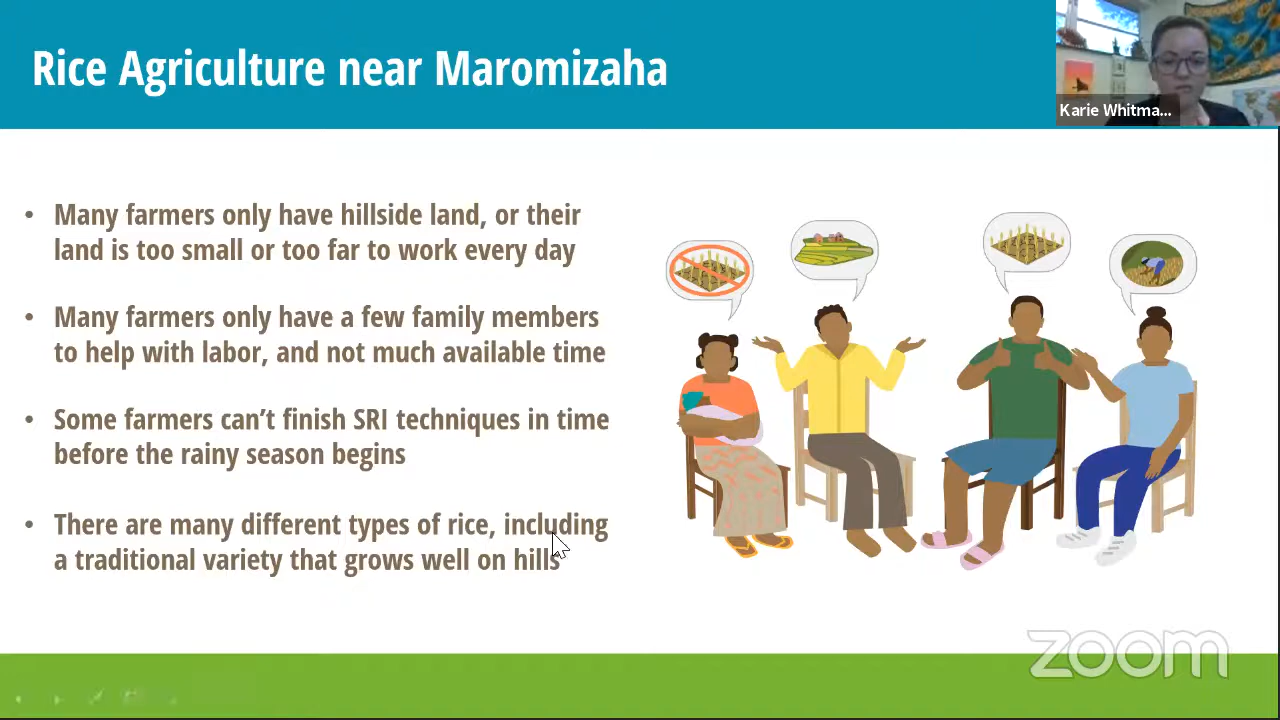 Rice Agriculture near Maromizaha
Karie Whitma...
• Many farmers only have hillside land, or their
land is too small or too far to work every day
• Many farmers only have a few family members
to help with labor, and not much available time
• Some farmers can’t finish SRI techniques in time
before the rainy season begins
• There are many different types of rice, including
a traditional variety that grows well on hills
zoom